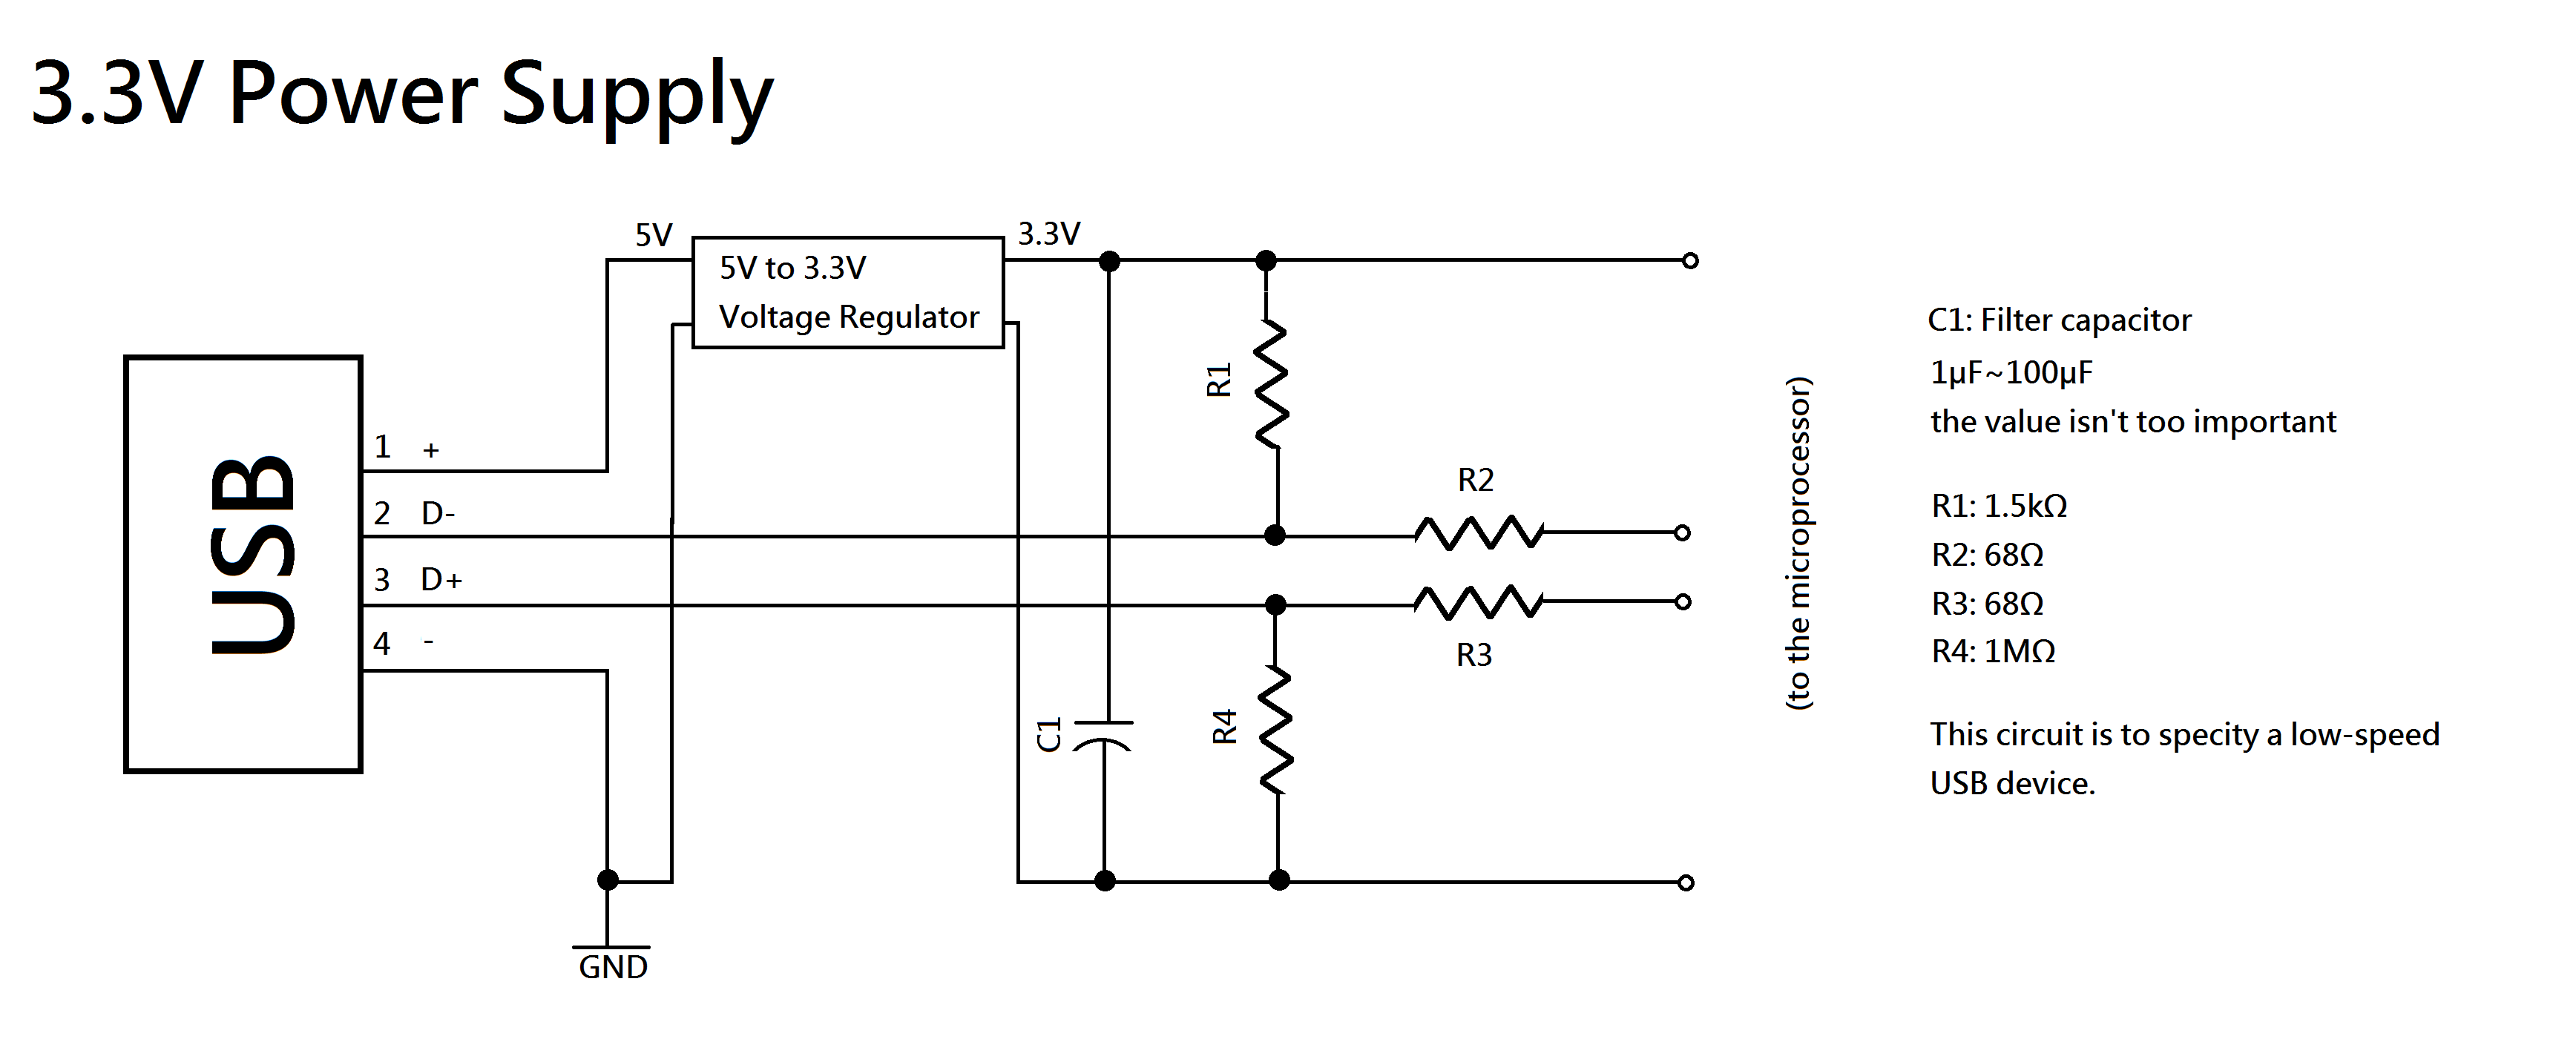 3.3V Power Supply
5V
5V to 3.3V
Voltage Regulator
3.3V
USB
1 +
2 D-
3 D+
4 -
GND
C1
R1
R2
R3
R4
(to the microprocessor)
C1: Filter capacitor
1µF~100µF
the value isn't too important
R1: 1.5kΩ
R2: 68Ω
R3: 68Ω
R4: 1MΩ
This circuit is to specity a low-speed
USB device.